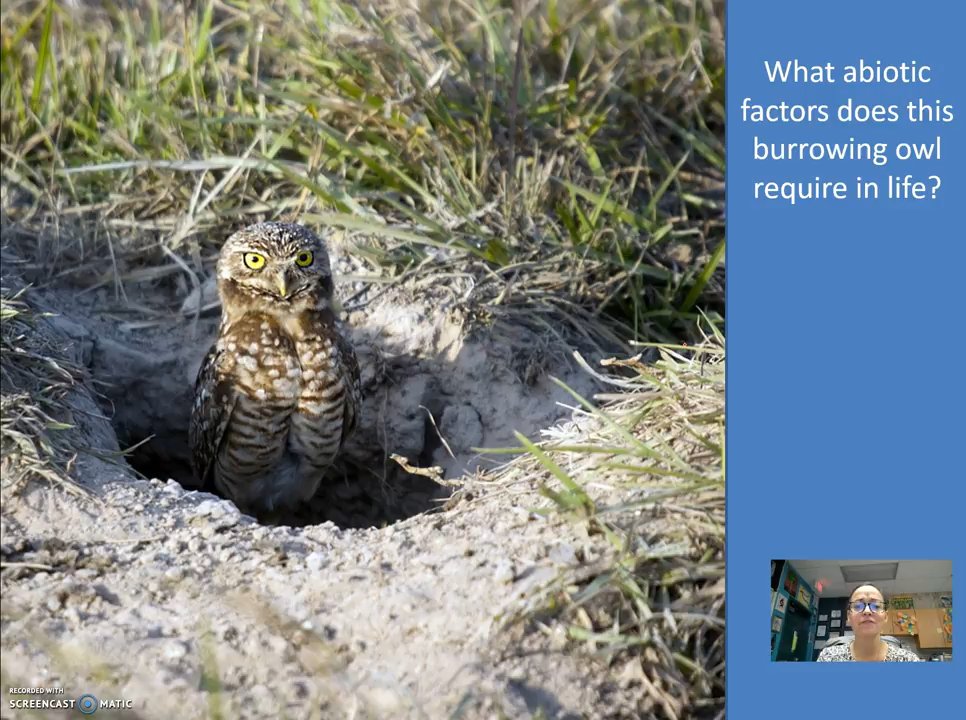 What abiotic
factors does this
burrowing owl
require in life?
RECORDED WITH
SCREENCAST MATIC